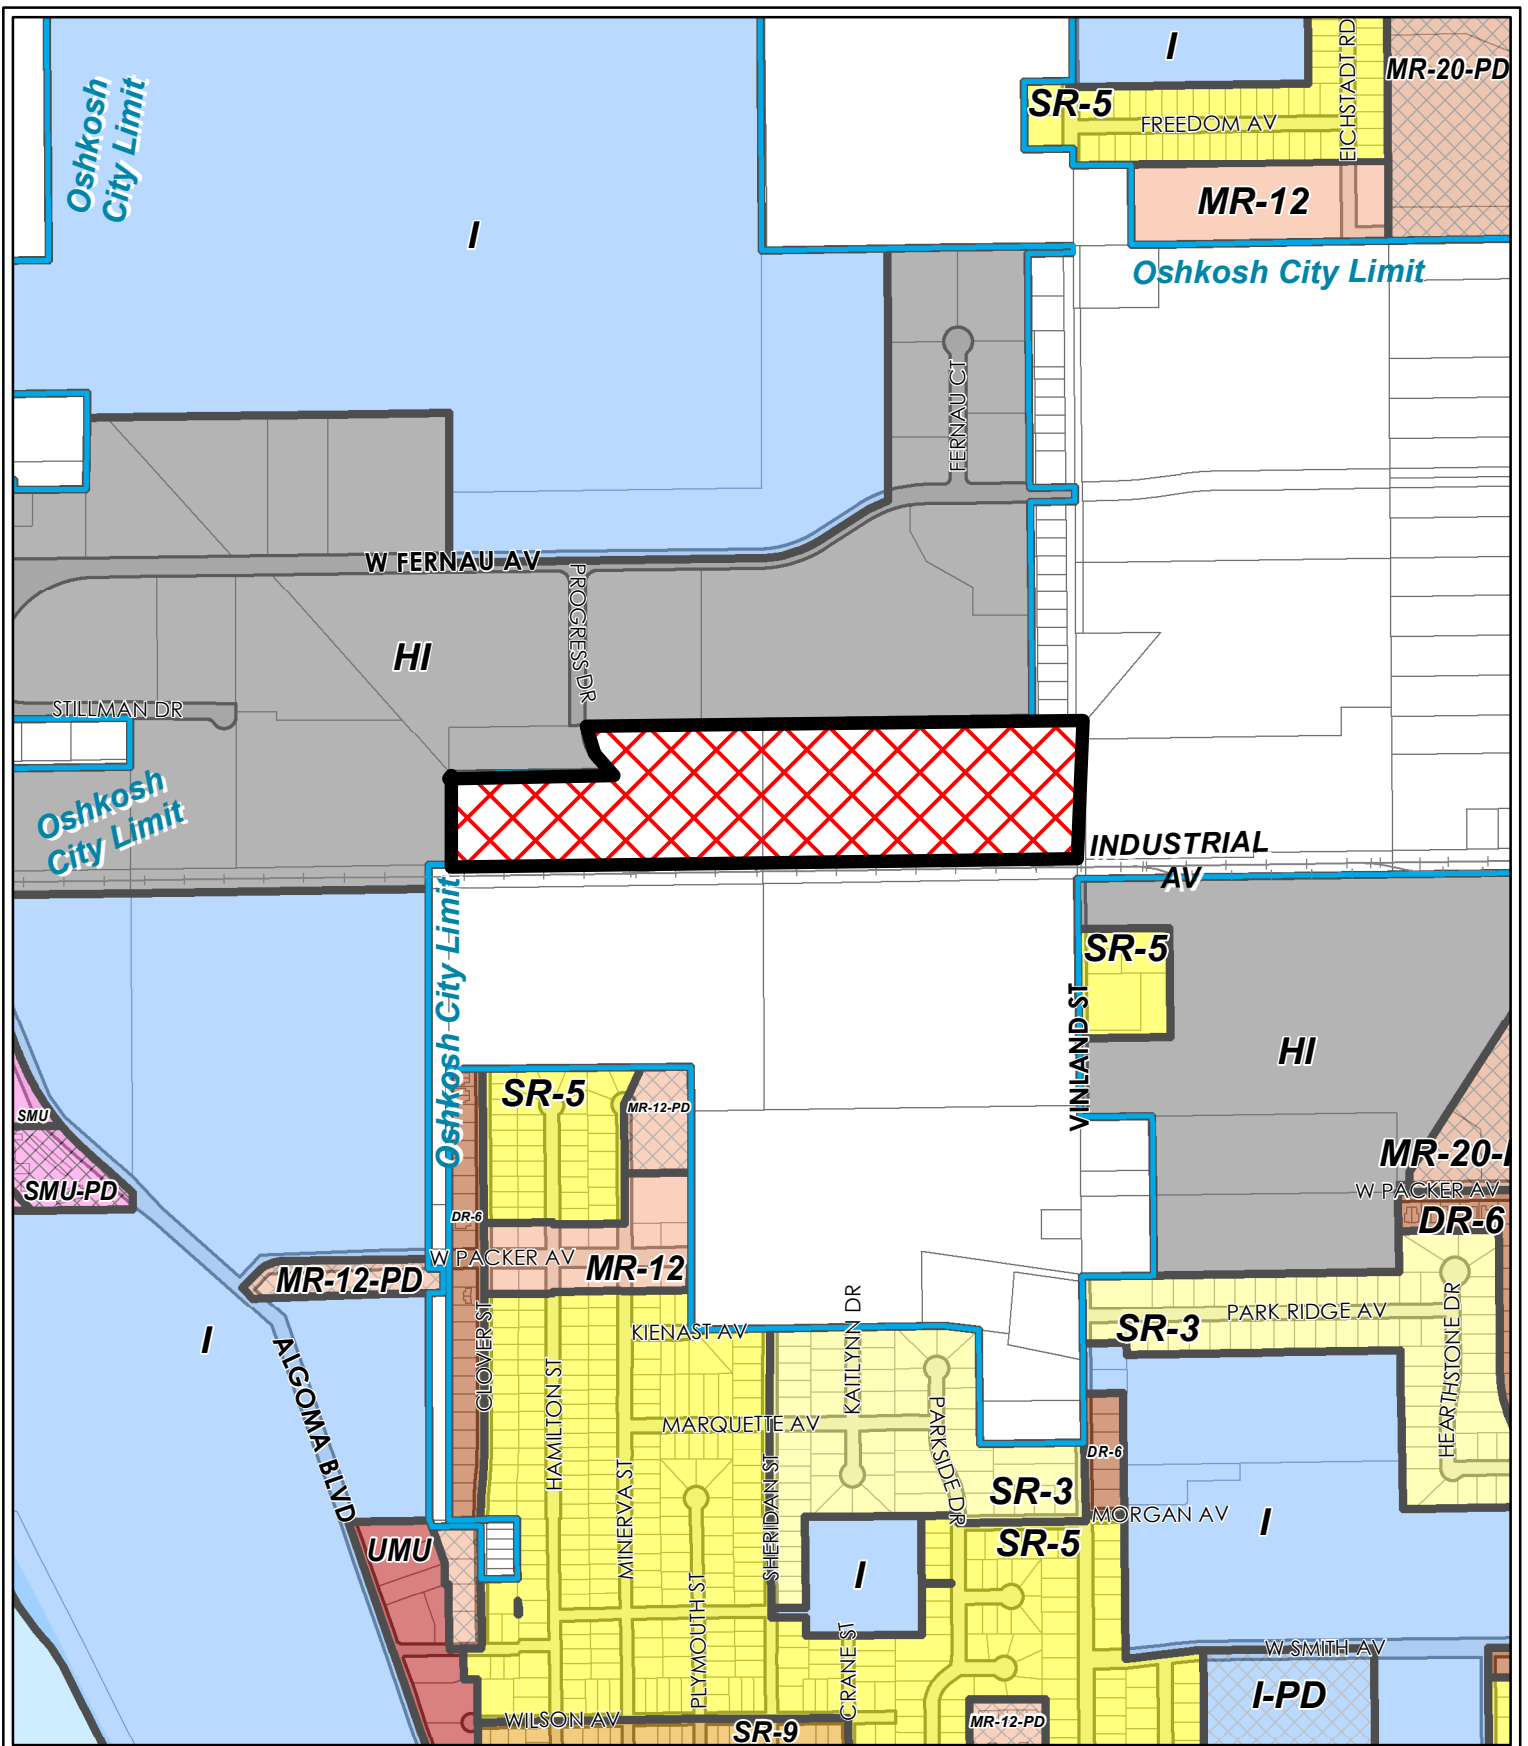 I
MR-20-PD
EICHSTADT RD
SR-5
FREEDOM AV
Oshkosh
City Limit
MR-12
I
Oshkosh City Limit
FERNAU CT
W FERNAU AV
PROGRESS DR
HI
STILLMAN DR
Oshkosh
City Limit
INDUSTRIAL
AV
Oshkosh City Limit
SR-5
VINLAND ST
HI
SR-5
MR-12-PD
SMU
MR-20-
SMU-PD
W PACKER AV
DR-6
DR-6
W PACKER AV
MR-12
MR-12-PD
PARK RIDGE AV
SR-3
KIENAST AV
I
ALGOMA BLVD
CLOVER ST
HAMILTON ST
KAITLYNN DR
HEARTHSTONE DR
MARQUETTE AV
PARKSIDE DR
DR-6
SR-3
MINERVA ST
SHERIDAN ST
MORGAN AV
I
UMU
SR-5
I
PLYMOUTH ST
CRANE ST
W SMITH AV
I-PD
WILSON AV
SR-9
MR-12-PD